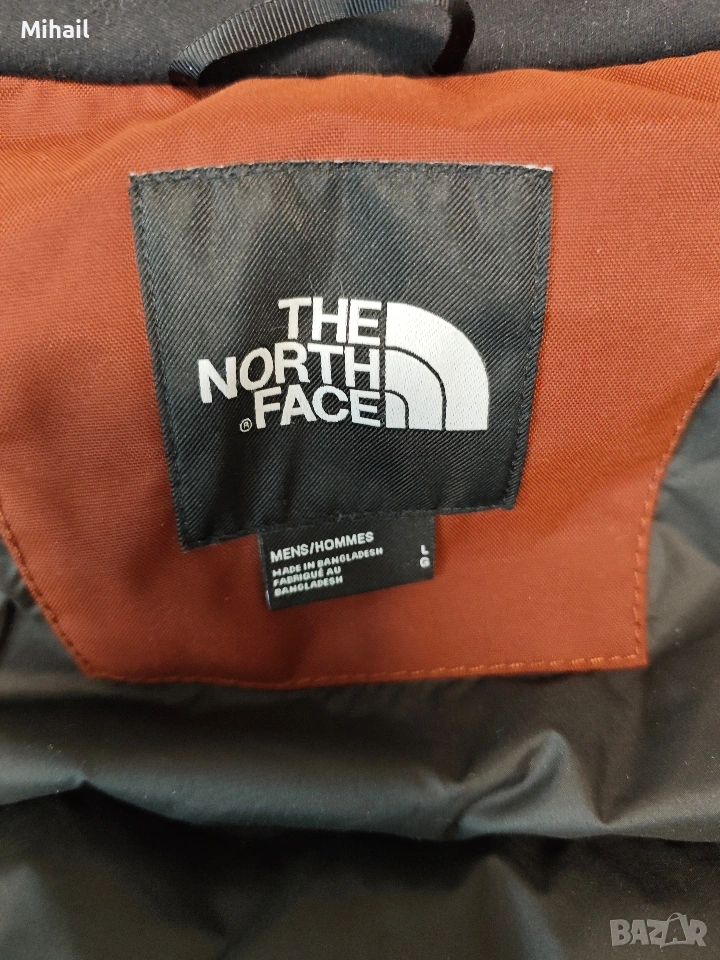 Mihail
THE
NORTH
FACE
®
MENS/HOMMES
MADE IN BANGLADESH
FABRIQUÉ AU
BANGLADESH
L
G
BAZAR